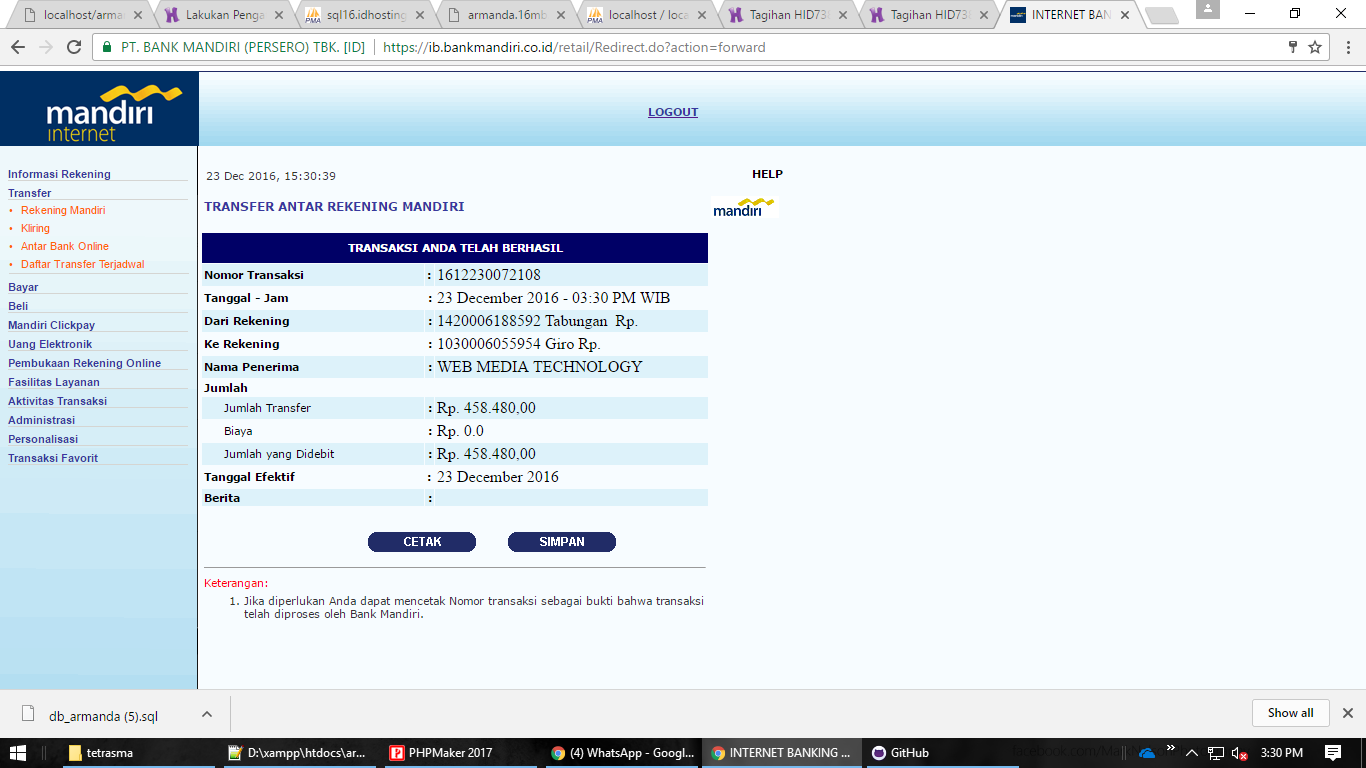 localhost/arma
Lakukan Penga
sql16.idhosting
armanda.16mb
localhost / loca
Tagihan HID738
Tagihan HID738
INTERNET BAN
PT. BANK MANDIRI (PERSERO) TBK. [ID]
https://ib.bankmandiri.co.id/retail/Redirect.do?action=forward
mandiri
internet
LOGOUT
Informasi Rekening
Transfer
• Rekening Mandiri
• Kliring
• Antar Bank Online
• Daftar Transfer Terjadwal
Bayar
Beli
Mandiri Clickpay
Uang Elektronik
Pembukaan Rekening Online
Fasilitas Layanan
Aktivitas Transaksi
Administrasi
Personalisasi
Transaksi Favorit
23 Dec 2016, 15:30:39
HELP
TRANSFER ANTAR REKENING MANDIRI
mandiri
TRANSAKSI ANDA TELAH BERHASIL
Nomor Transaksi : 1612230072108
Tanggal - Jam : 23 December 2016 - 03:30 PM WIB
Dari Rekening : 1420006188592 Tabungan Rp.
Ke Rekening : 1030006055954 Giro Rp.
Nama Penerima : WEB MEDIA TECHNOLOGY
Jumlah
Jumlah Transfer : Rp. 458.480,00
Biaya : Rp. 0.0
Jumlah yang Didebit : Rp. 458.480,00
Tanggal Efektif : 23 December 2016
Berita :
CETAK
SIMPAN
Keterangan:
1. Jika diperlukan Anda dapat mencetak Nomor transaksi sebagai bukti bahwa transaksi
telah diproses oleh Bank Mandiri.
db_armanda (5).sql
Show all
tetrasma
D:\xampp\htdocs\ar...
PHPMaker 2017
(4) WhatsApp - Googl...
INTERNET BANKING ...
GitHub
3:30 PM